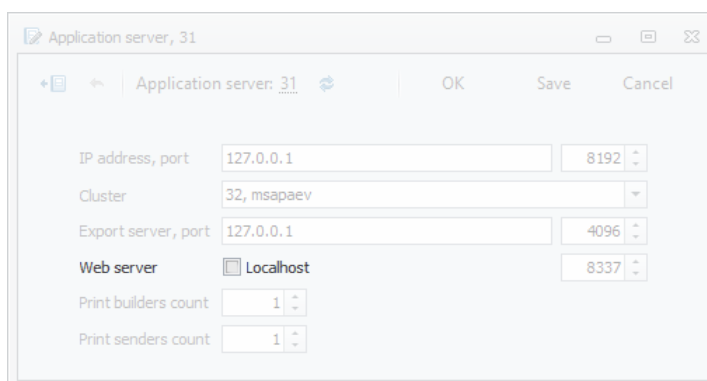 Application server, 31
Application server: 31 OK Save Cancel
IP address, port 127.0.0.1 8192
Cluster 32, msapaev
Export server, port 127.0.0.1 4096
Web server Localhost 8337
Print builders count 1
Print senders count 1